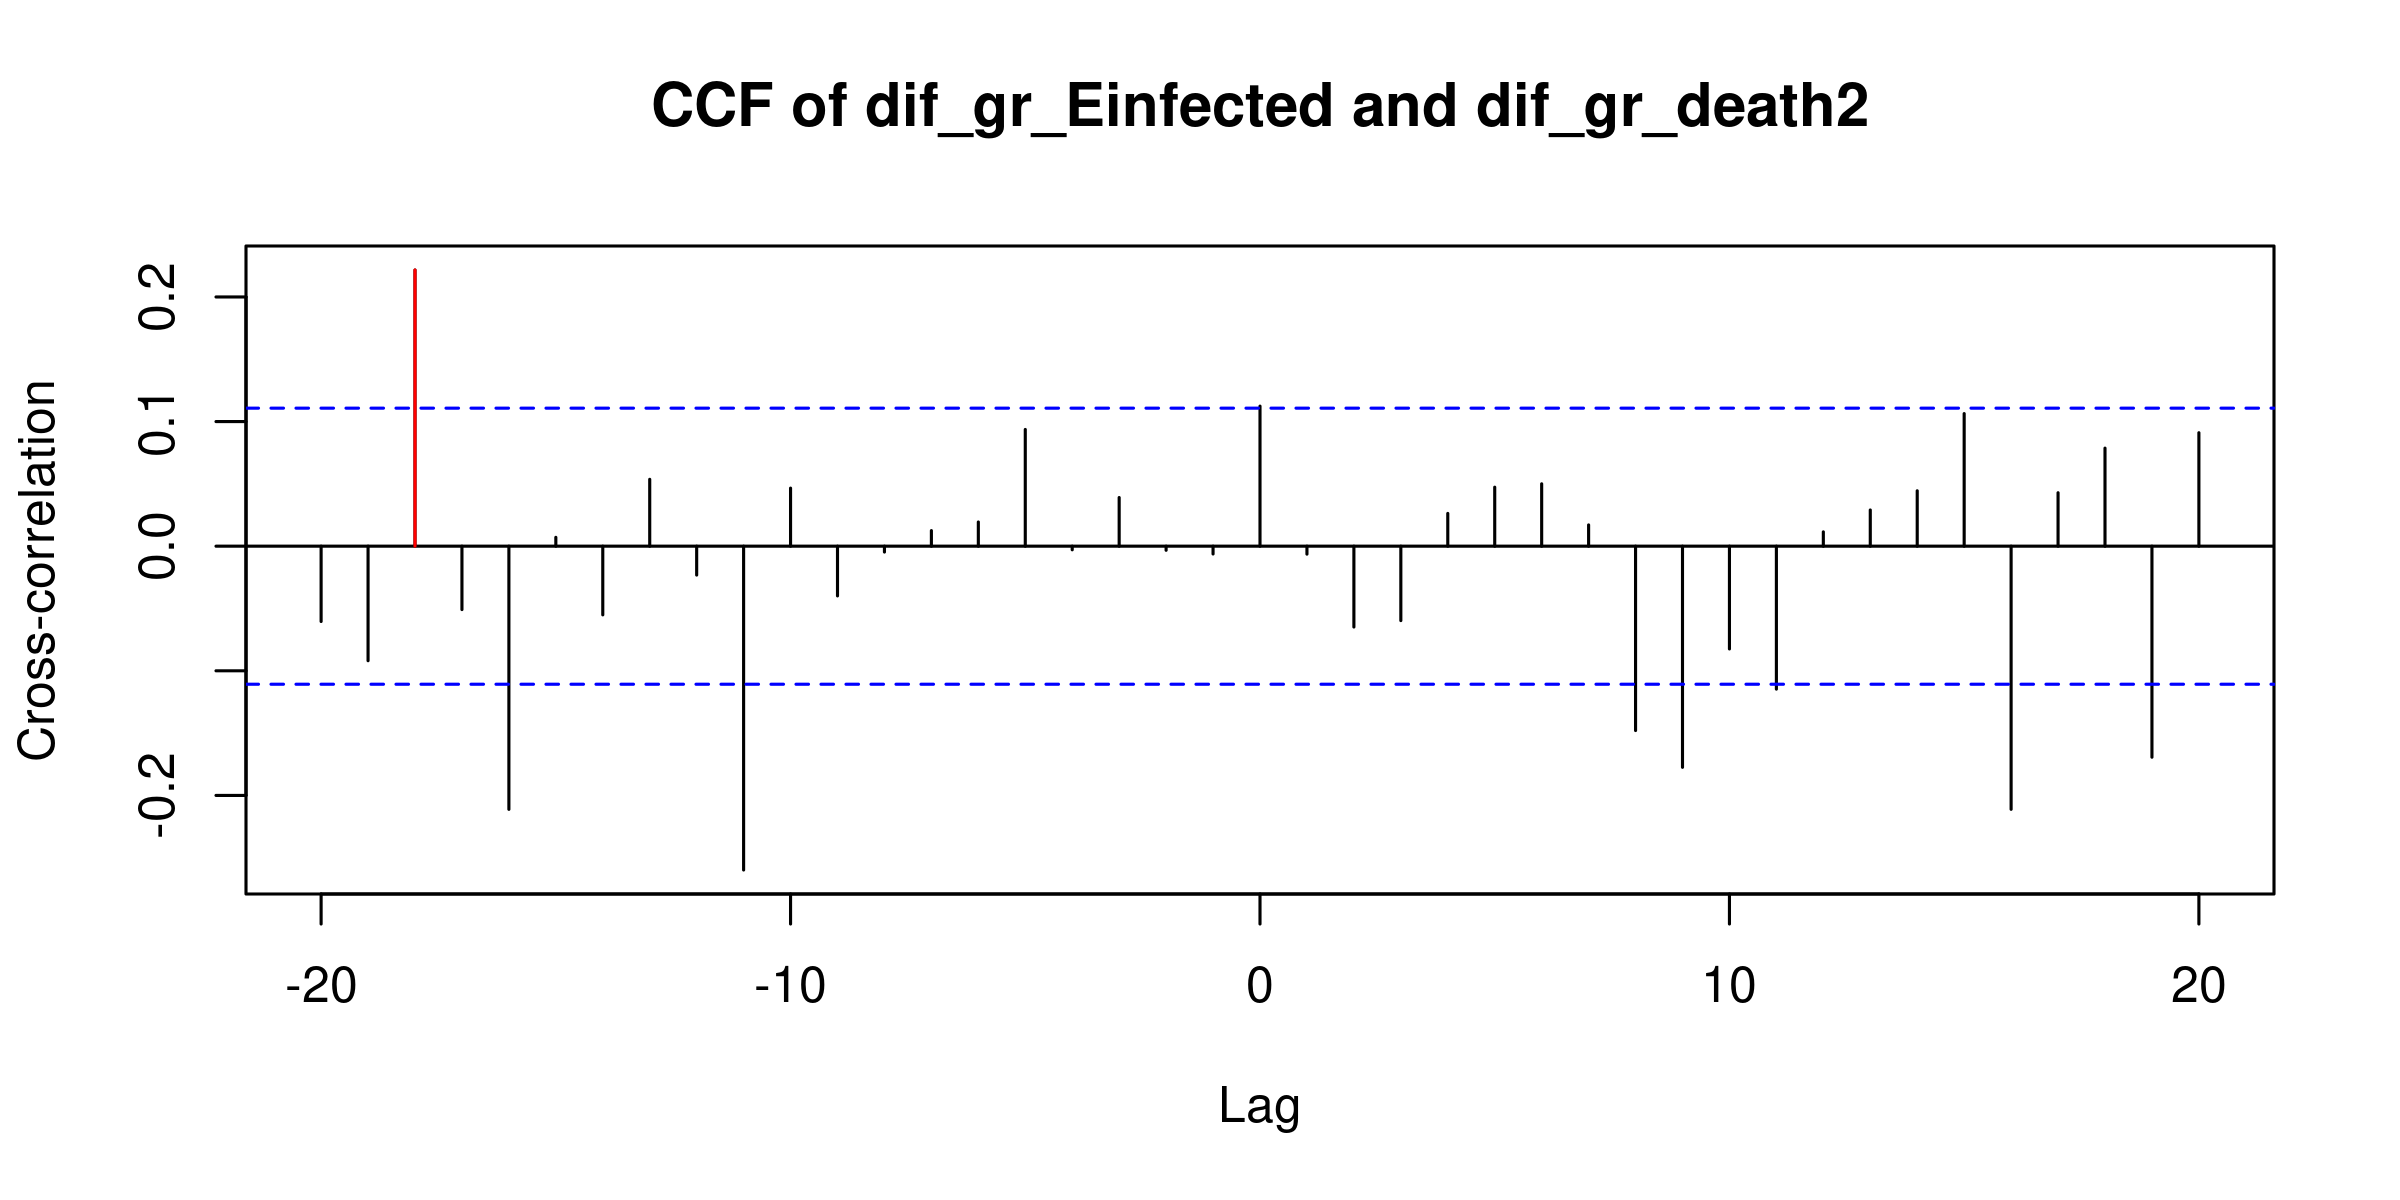 CCF of dif_gr_Einfected and dif_gr_death2
Cross-correlation
0.2
0.1
0.0
-0.2
-20 -10 0 10 20
Lag